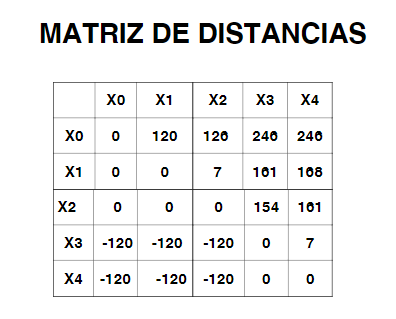 MATRIZ DE DISTANCIAS
X0 X1 X2 X3 X4
X0 0 120 126 246 246
X1 0 0 7 161 168
X2 0 0 0 154 161
X3 -120 -120 -120 0 7
X4 -120 -120 -120 0 0